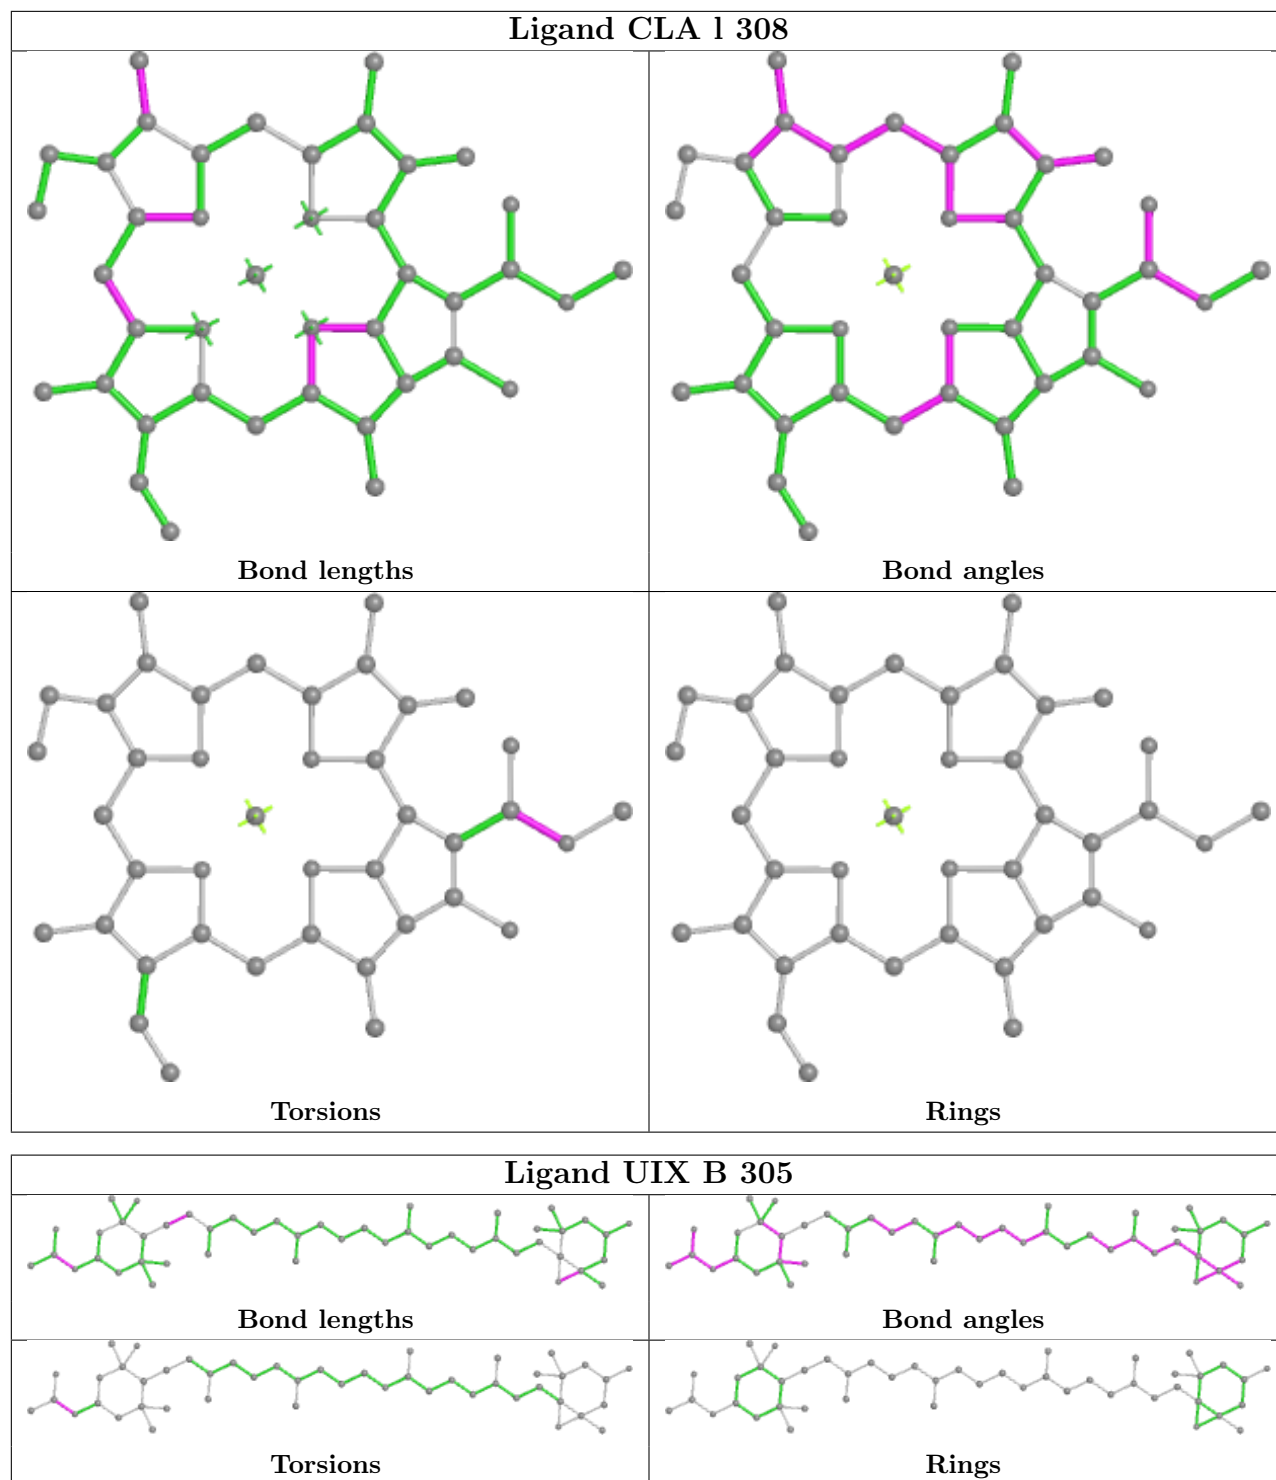 Ligand CLA l 308
Bond lengths
Bond angles
Torsions
Rings
Ligand UIX B 305
Bond lengths
Bond angles
Torsions
Rings